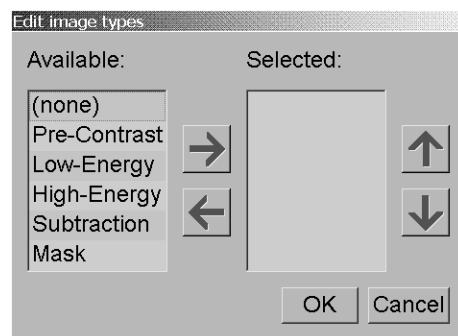 Edit image types
Available:
Selected:
(none)
Pre-Contrast
Low-Energy
High-Energy
Subtraction
Mask
OK
Cancel